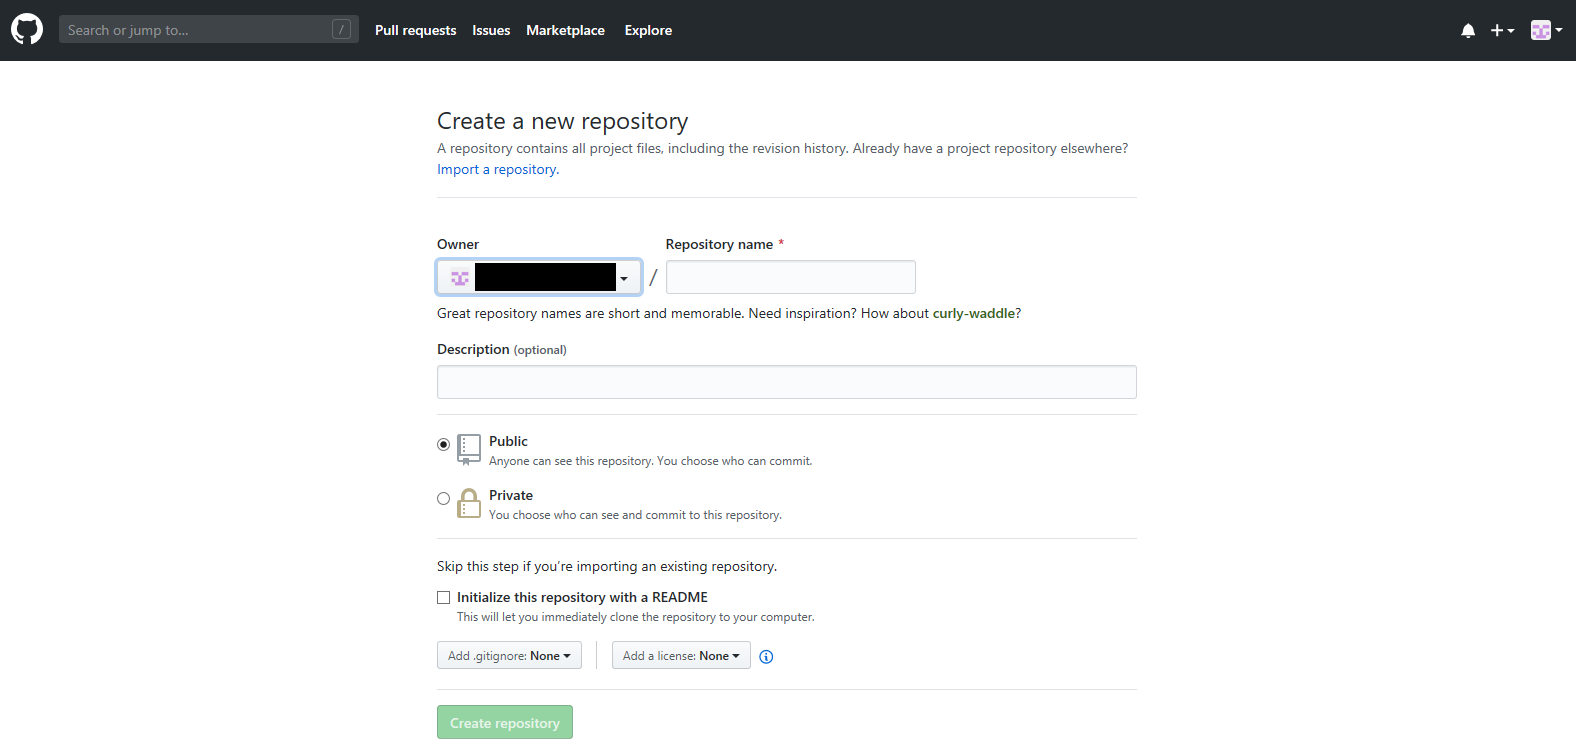 Search or jump to... / Pull requests Issues Marketplace Explore
Create a new repository
A repository contains all project files, including the revision history. Already have a project repository elsewhere?
Import a repository.
Owner Repository name *
/
Great repository names are short and memorable. Need inspiration? How about curly-waddle?
Description (optional)
Public
Anyone can see this repository. You choose who can commit.
Private
You choose who can see and commit to this repository.
Skip this step if you’re importing an existing repository.
Initialize this repository with a README
This will let you immediately clone the repository to your computer.
Add .gitignore: None Add a license: None
Create repository